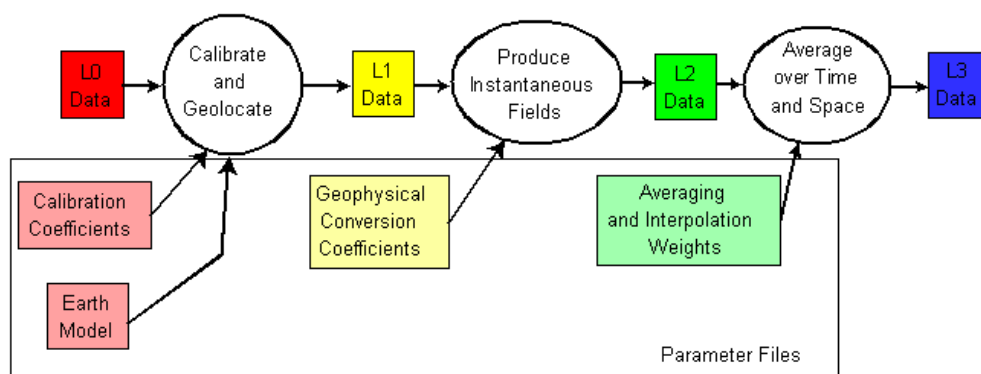 L0
Data
Calibrate
and
Geolocate
L1
Data
Produce
Instantaneous
Fields
L2
Data
Average
over Time
and Space
L3
Data
Calibration
Coefficients
Earth
Model
Geophysical
Conversion
Coefficients
Averaging
and Interpolation
Weights
Parameter Files